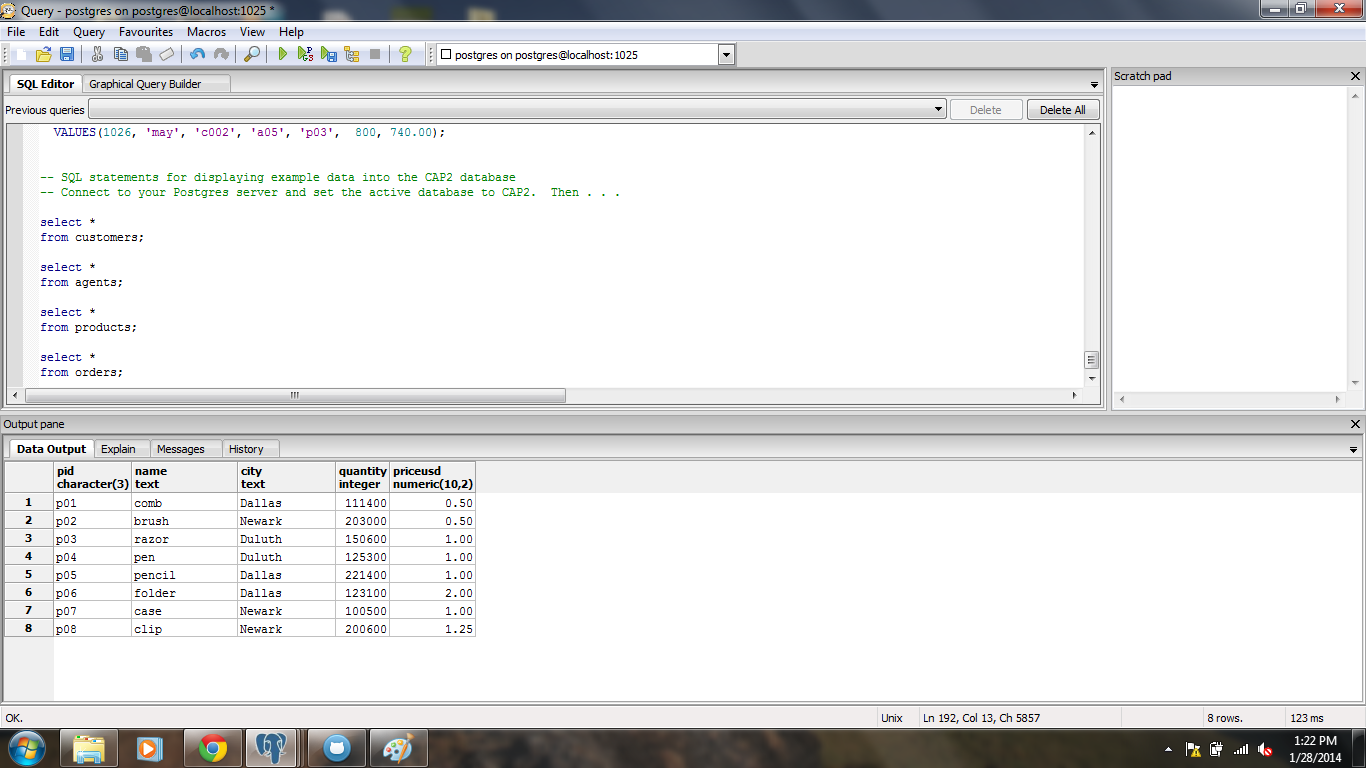 Query - postgres on postgres@localhost:1025 *
File Edit Query Favourites Macros View Help
postgres on postgres@localhost:1025
SQL Editor Graphical Query Builder
Previous queries Delete Delete All
VALUES(1026, 'may', 'c002', 'a05', 'p03',  800, 740.00);
-- SQL statements for displaying example data into the CAP2 database
-- Connect to your Postgres server and set the active database to CAP2.  Then . . .
select *
from customers;
select *
from agents;
select *
from products;
select *
from orders;
Scratch pad
Output pane
Data Output Explain Messages History
pid name city quantity priceusd
character(3) text text integer numeric(10,2)
1 p01 comb Dallas 111400 0.50
2 p02 brush Newark 203000 0.50
3 p03 razor Duluth 150600 1.00
4 p04 pen Duluth 125300 1.00
5 p05 pencil Dallas 221400 1.00
6 p06 folder Dallas 123100 2.00
7 p07 case Newark 100500 1.00
8 p08 clip Newark 200600 1.25
OK. Unix Ln 192, Col 13, Ch 5857 8 rows. 123 ms
1:22 PM
1/28/2014